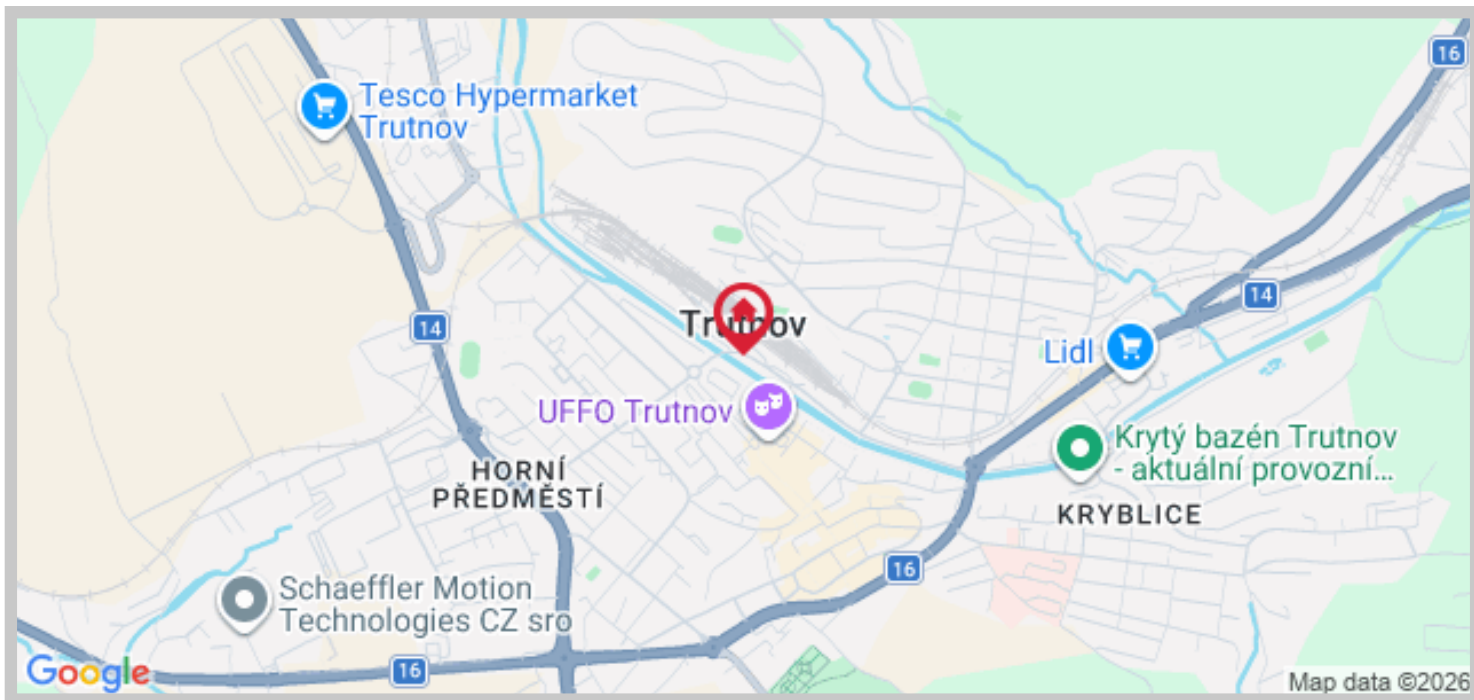 16
Tesco Hypermarket
Trutnov
14
14
Trutnov
Lidl
UFFO Trutnov
Krytý bazén Trutnov
- aktuální provozní...
HORNÍ
PŘEDMĚSTÍ
KRYBLICE
16
Schaeffler Motion
Technologies CZ sro
16
Google
Map data ©2026